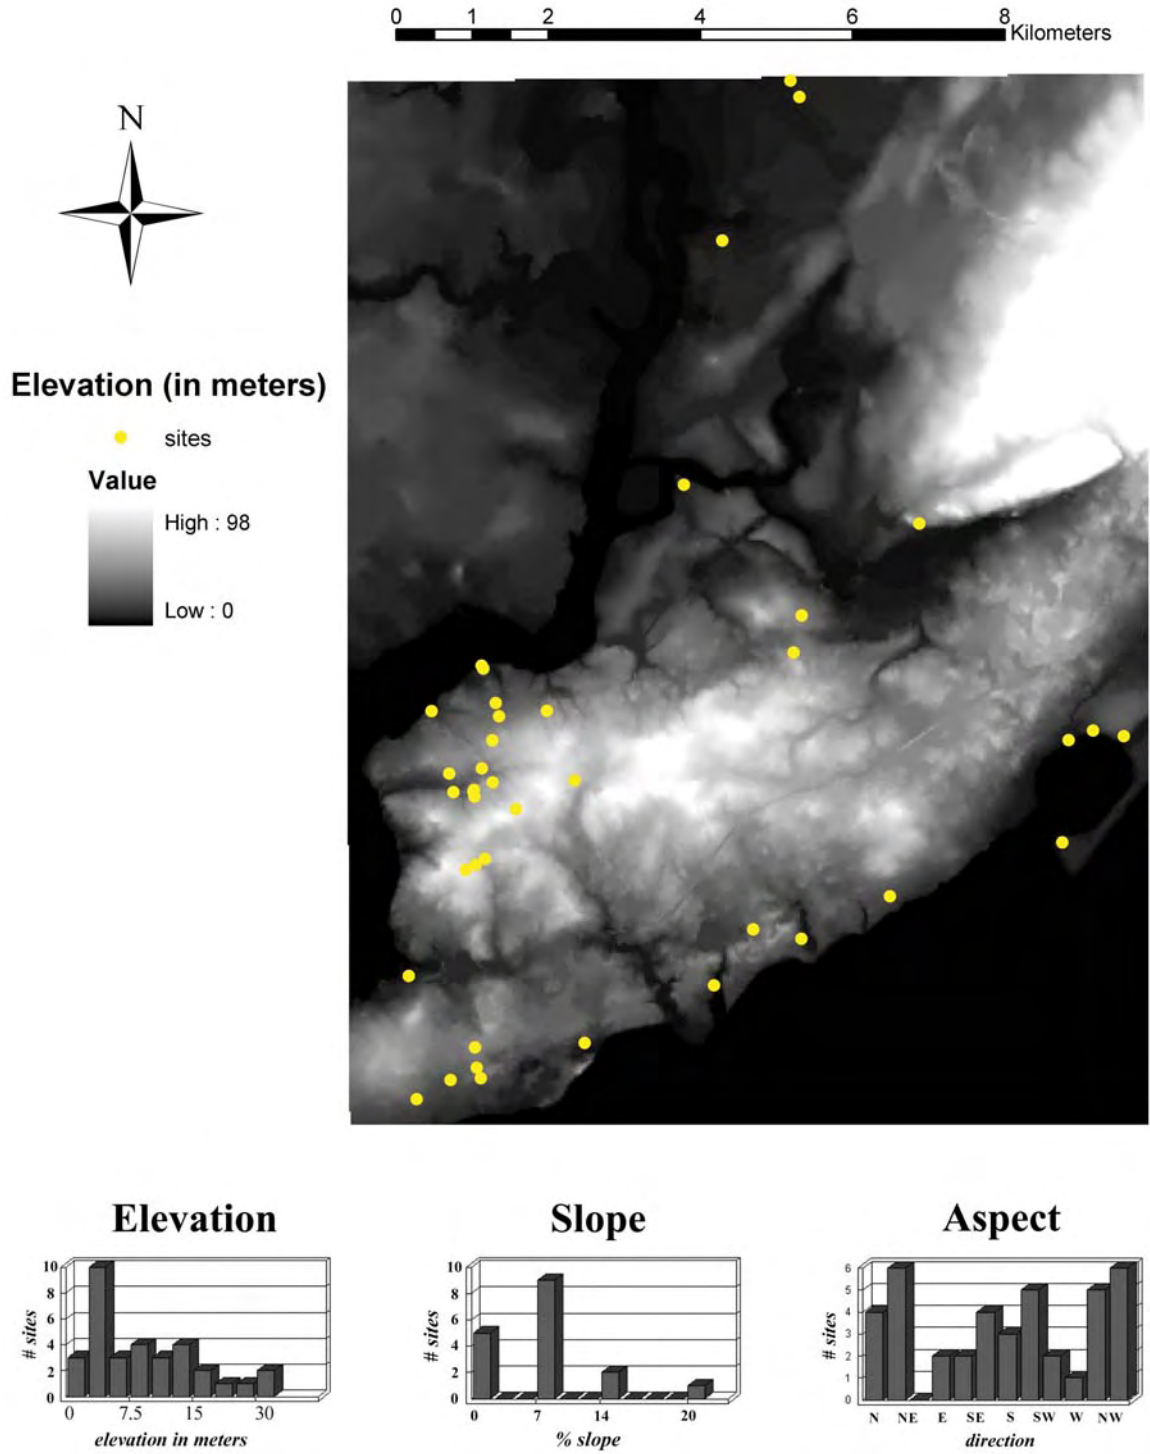 0 1 2 4 6 8
Kilometers
N
Elevation (in meters)
sites
Value
High : 98
Low : 0
Elevation
# sites
10
8
6
4
2
0
0 7.5 15 30
elevation in meters
Slope
# sites
10
8
6
4
2
0
0 7 14 20
% slope
Aspect
# sites
6
5
4
3
2
1
0
N NE E SE S SW W NW
direction